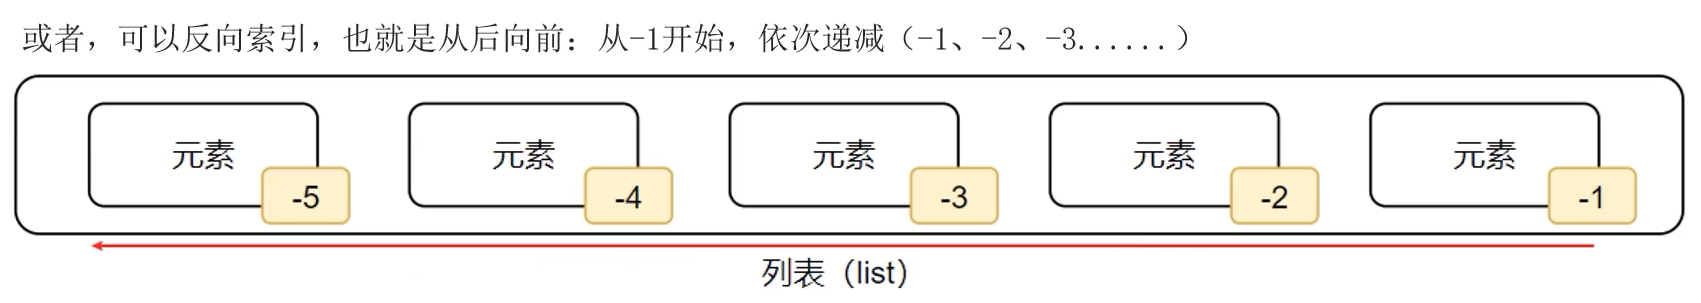 或者，可以反向索引，也就是从后向前：从-1开始，依次递减（-1、-2、-3......）
元素 元素 元素 元素 元素
-5 -4 -3 -2 -1
列表（list）